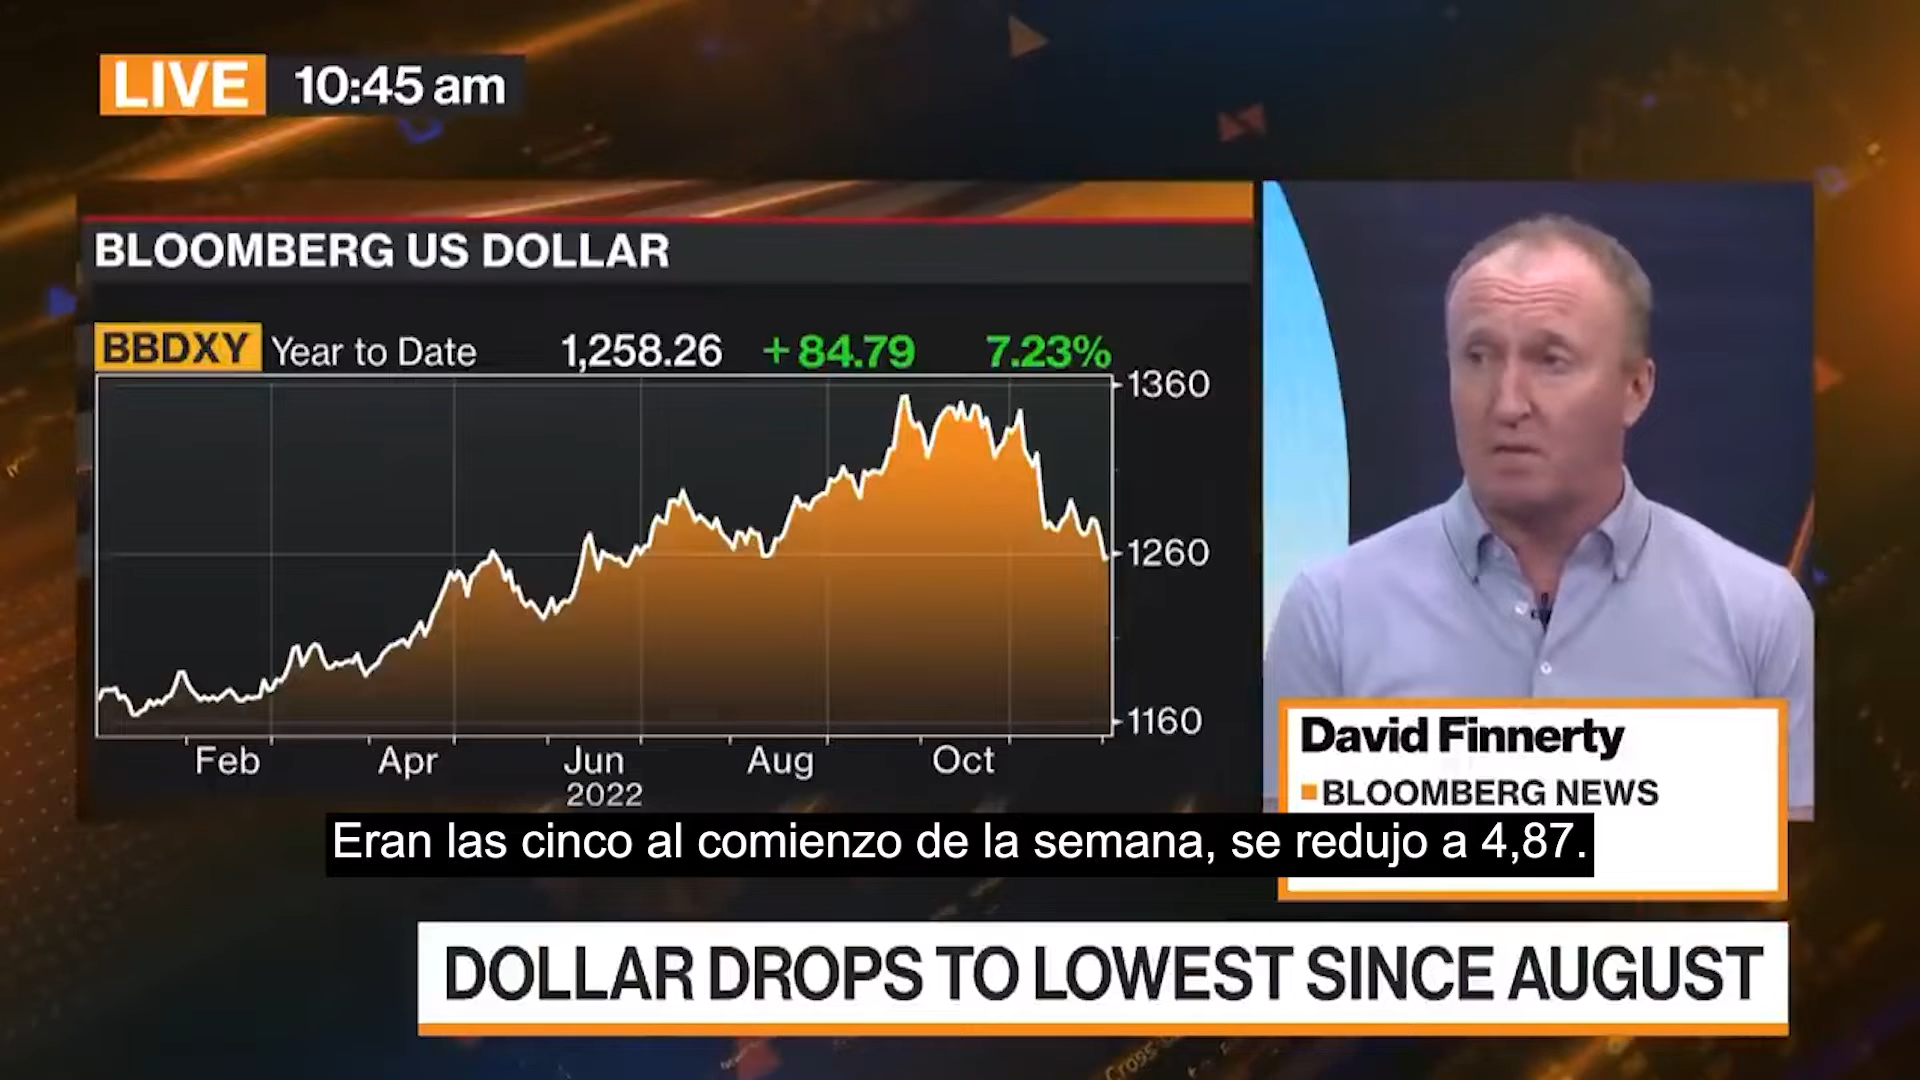 LIVE 10:45 am
BLOOMBERG US DOLLAR
BBDXY Year to Date 1,258.26 +84.79 7.23%
1360
1260
1160
Feb Apr Jun Aug Oct
2022
David Finnerty
BLOOMBERG NEWS
Eran las cinco al comienzo de la semana, se redujo a 4,87.
DOLLAR DROPS TO LOWEST SINCE AUGUST